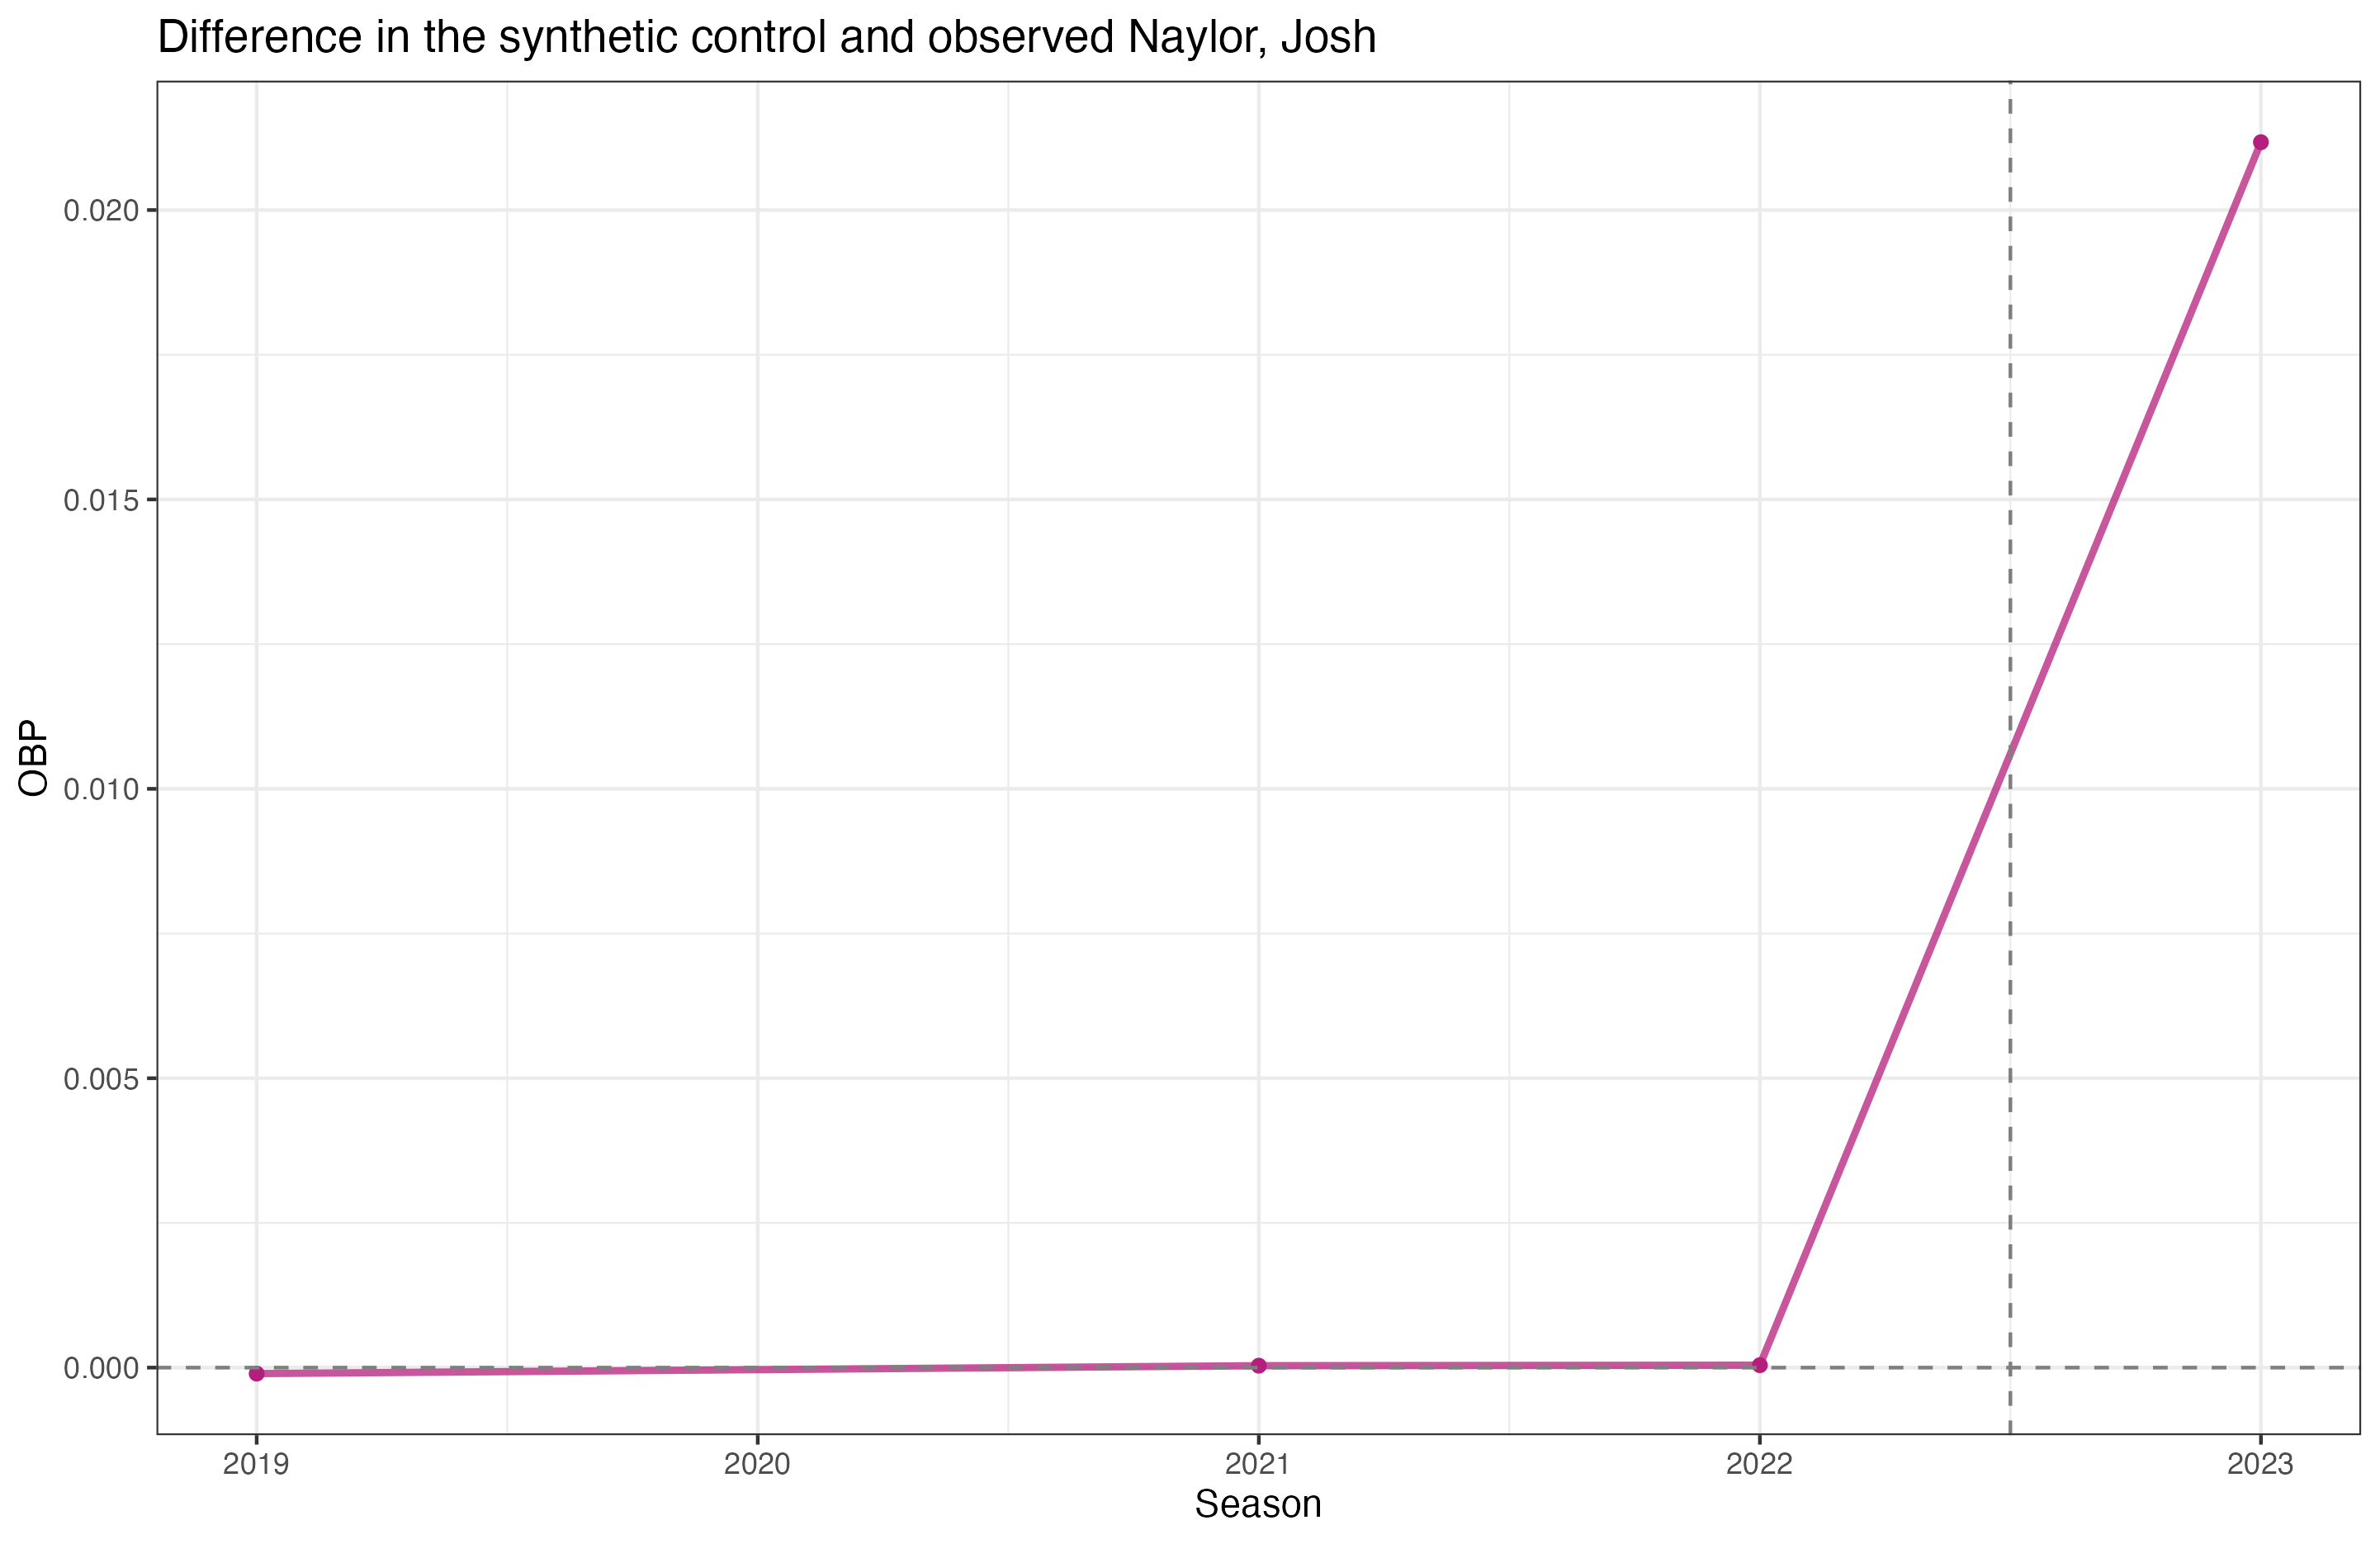 Difference in the synthetic control and observed Naylor, Josh
0.020
0.015
0.010
0.005
0.000
OBP
2019 2020 2021 2022 2023
Season